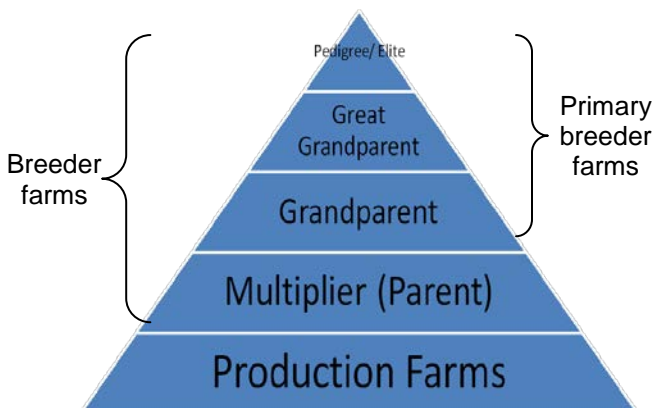 Pedigree/ Elite
Great
Grandparent
Grandparent
Multiplier (Parent)
Production Farms
Breeder
farms
Primary
breeder
farms